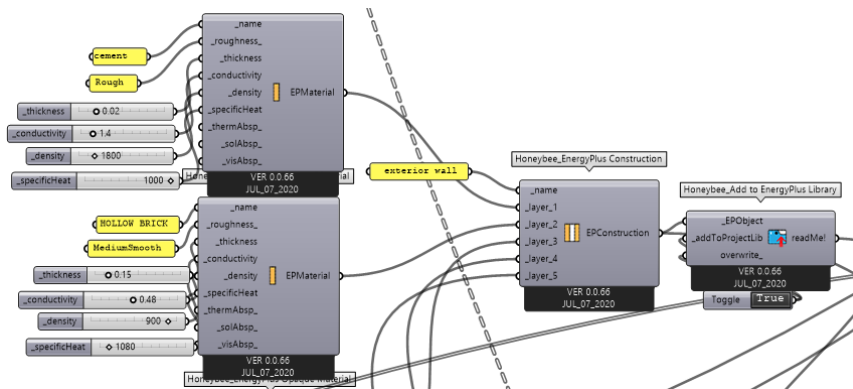 _name
_roughness_
_thickness
_conductivity
_density
_specificHeat
_thermAbsp_
_solAbsp_
_visAbsp_
EPMaterial
cement
Rough
_thickness 0.02
_conductivity 1.4
_density 1800
_specificHeat 1000
VER 0.0.66
JUL_07_2020
_name
_roughness_
_thickness
_conductivity
_density
_specificHeat
_thermAbsp_
_solAbsp_
_visAbsp_
EPMaterial
HOLLOW BRICK
MediumSmooth
_thickness 0.15
_conductivity 0.48
_density 900
_specificHeat 1080
VER 0.0.66
JUL_07_2020
Honeybee_EnergyPlus Opaque Material
exterior wall
Honeybee_EnergyPlus Construction
_name
_layer_1
_layer_2
_layer_3
_layer_4
_layer_5
EPConstruction
VER 0.0.66
JUL_07_2020
Honeybee_Add to EnergyPlus Library
_EPObject
_addToProjectLib
overwrite_
readMe!
VER 0.0.66
JUL_07_2020
Toggle True